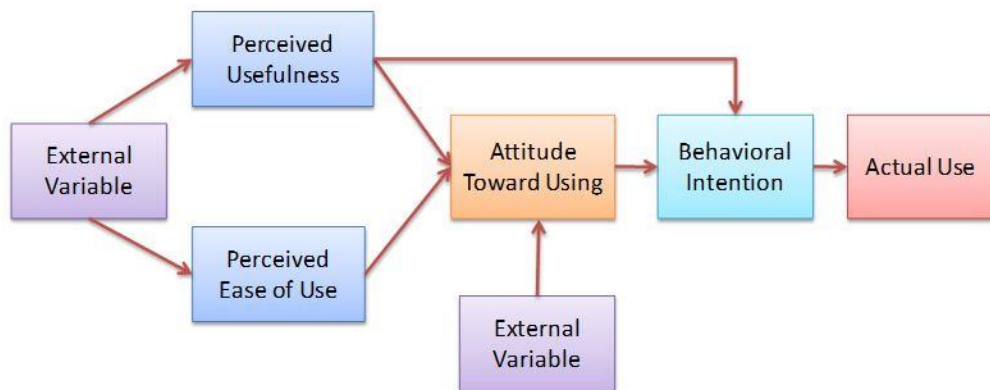 Perceived
Usefulness
External
Variable
Attitude
Toward Using
Behavioral
Intention
Actual Use
Perceived
Ease of Use
External
Variable